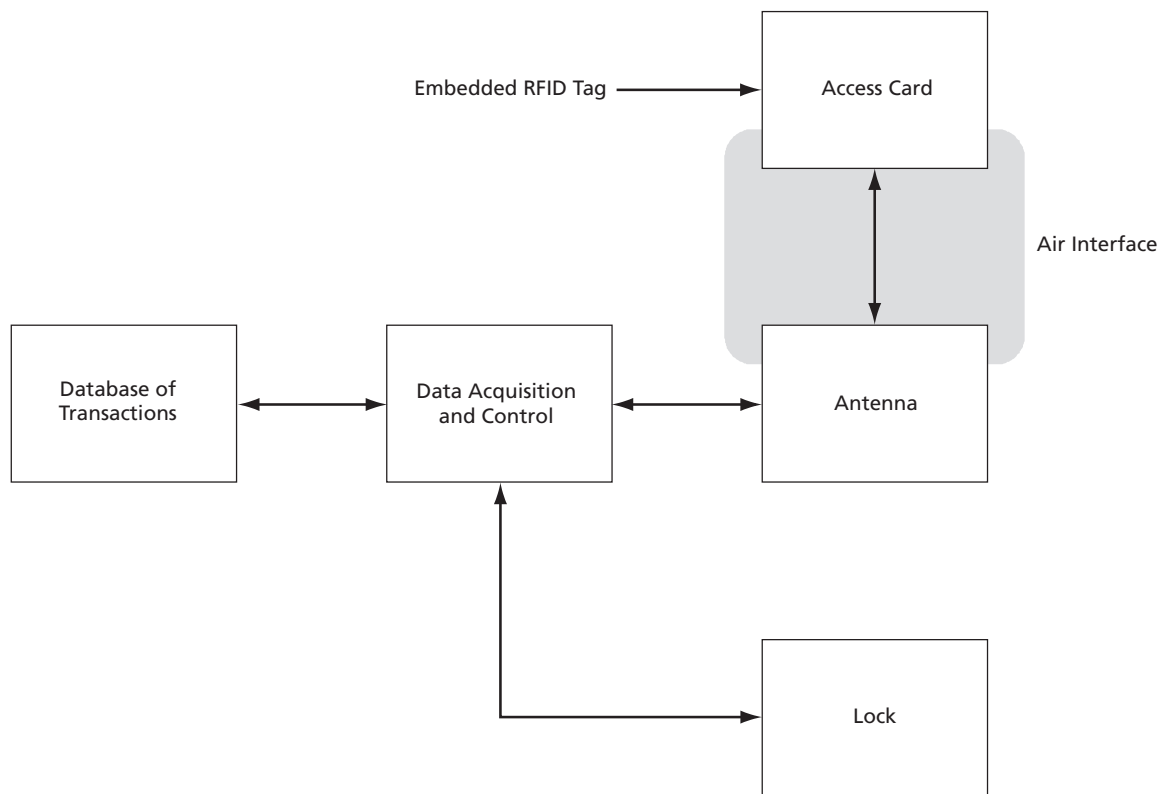 Embedded RFID Tag
Access Card
Air Interface
Database of
Transactions
Data Acquisition
and Control
Antenna
Lock